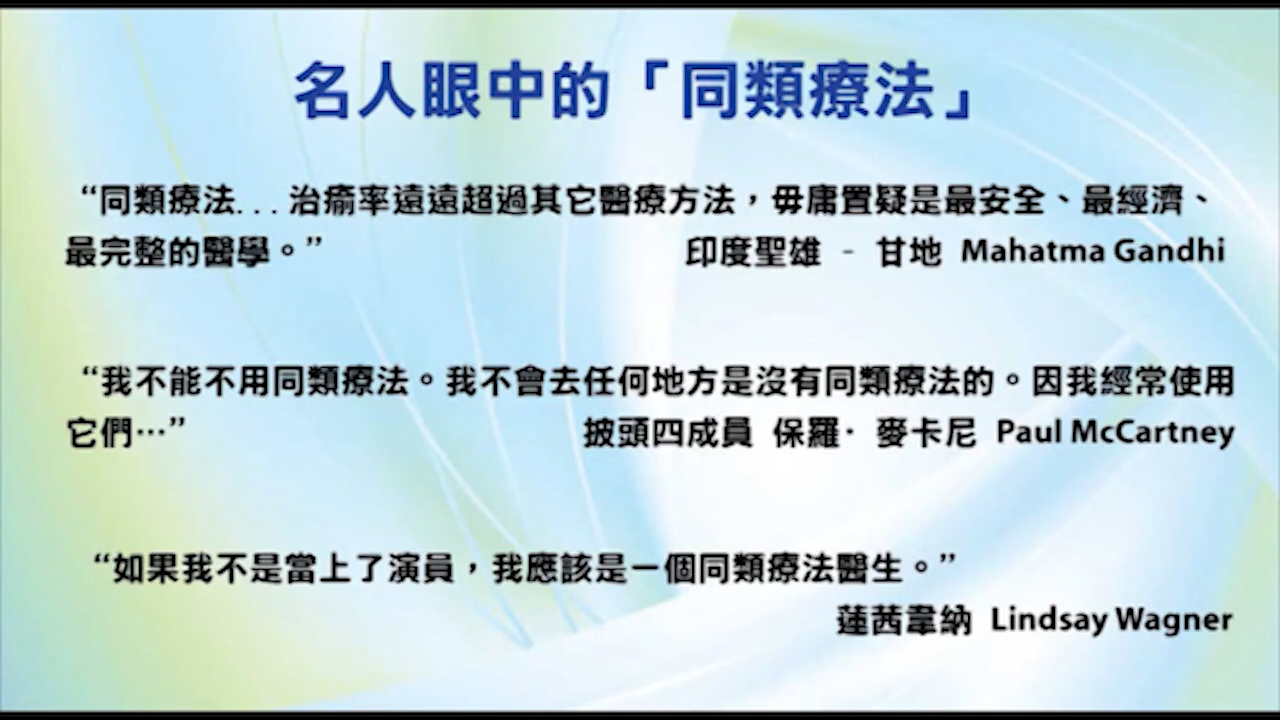 名人眼中的「同類療法」
“同類療法...治癒率遠遠超過其它醫療方法，毋庸置疑是最安全、最經濟、
最完整的醫學。” 印度聖雄 - 甘地 Mahatma Gandhi
“我不能不用同類療法。我不會去任何地方是沒有同類療法的。因我經常使用
它們…” 披頭四成員 保羅· 麥卡尼 Paul McCartney
“如果我不是當上了演員，我應該是一個同類療法醫生。”
蓮茜韋納 Lindsay Wagner